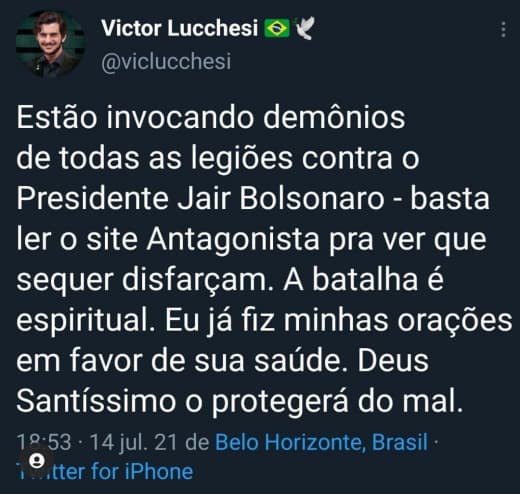 Victor Lucchesi 🇧🇷🕊
@viclucchesi
Estão invocando demônios
de todas as legiões contra o
Presidente Jair Bolsonaro - basta
ler o site Antagonista pra ver que
sequer disfarçam. A batalha é
espiritual. Eu já fiz minhas orações
em favor de sua saúde. Deus
Santíssimo o protegerá do mal.
18:53 · 14 jul. 21 de Belo Horizonte, Brasil ·
Twitter for iPhone